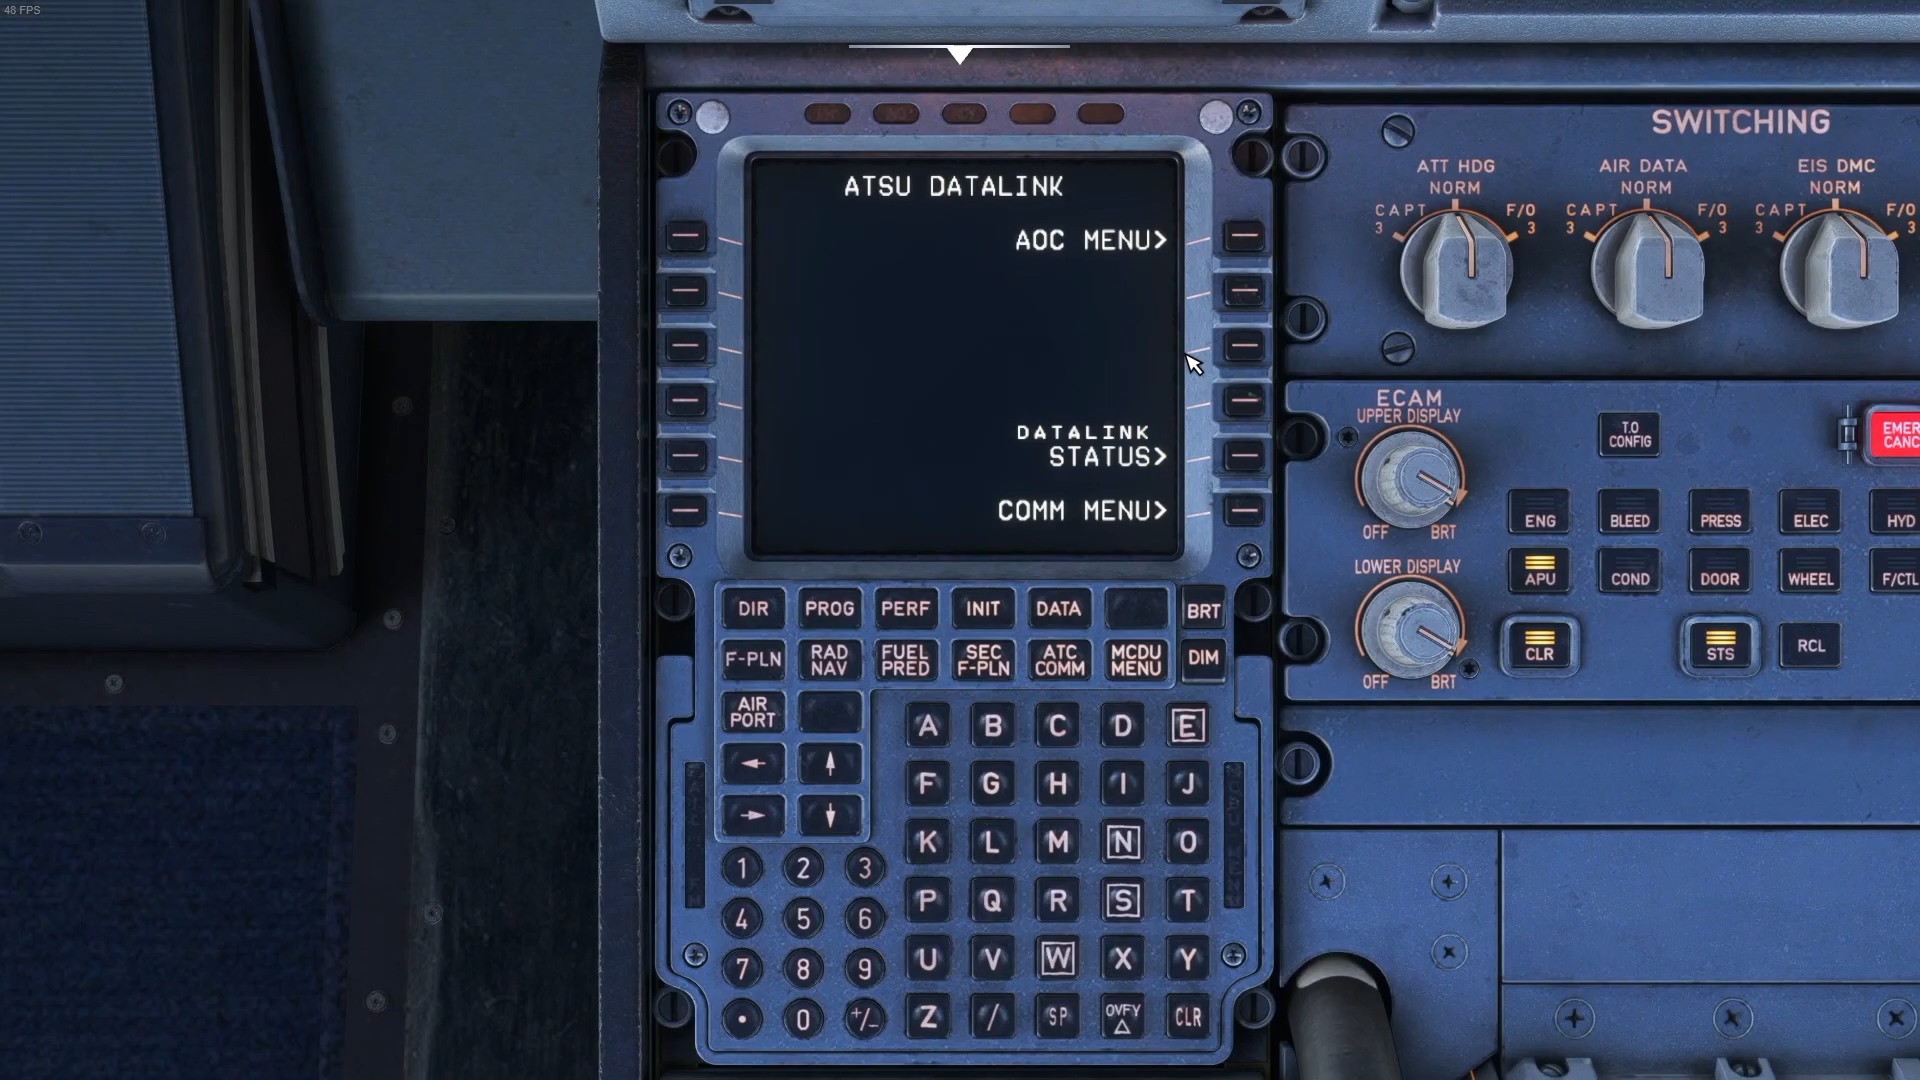 48 FPS
ATSU DATALINK
AOC MENU>
DATALINK
STATUS>
COMM MENU>
DIR PROG PERF INIT DATA BRT
F-PLN RAD NAV FUEL PRED SEC F-PLN ATC COMM MCDU MENU DIM
AIR PORT
← ↑
→ ↓
A B C D E
F G H I J
K L M N O
P Q R S T
U V W X Y
Z / SP OVFY △ CLR
1 2 3
4 5 6
7 8 9
. 0 +/-
SWITCHING
ATT HDG AIR DATA EIS DMC
NORM NORM NORM
CAPT 3 F/O 3 CAPT 3 F/O 3 CAPT 3 F/O 3
ECAM
UPPER DISPLAY
OFF BRT
LOWER DISPLAY
OFF BRT
T.O CONFIG
EMER
CANC
ENG BLEED PRESS ELEC HYD
APU COND DOOR WHEEL F/CTL
CLR STS RCL